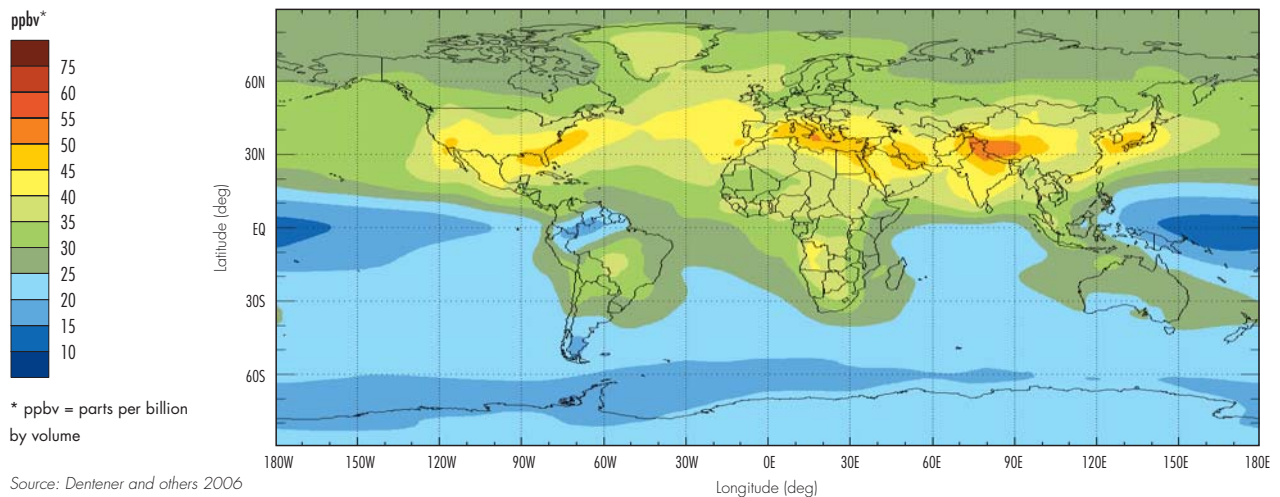 ppbv*
75
60
55
50
45
40
35
30
25
20
15
10
* ppbv = parts per billion
by volume
Source: Dentener and others 2006
Latitude (deg)
60N
30N
EQ
30S
60S
180W 150W 120W 90W 60W 30W 0E 30E 60E 90E 120E 150E 180E
Longitude (deg)